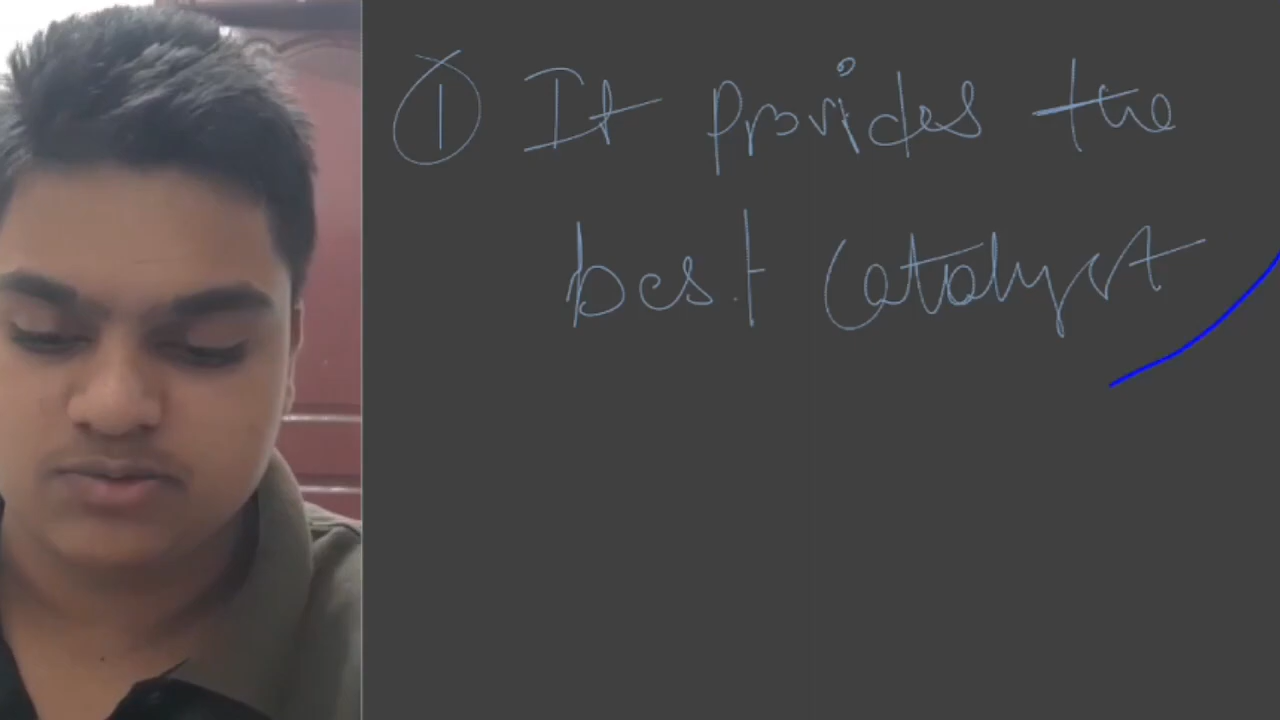 ① It provides the
best catalyst